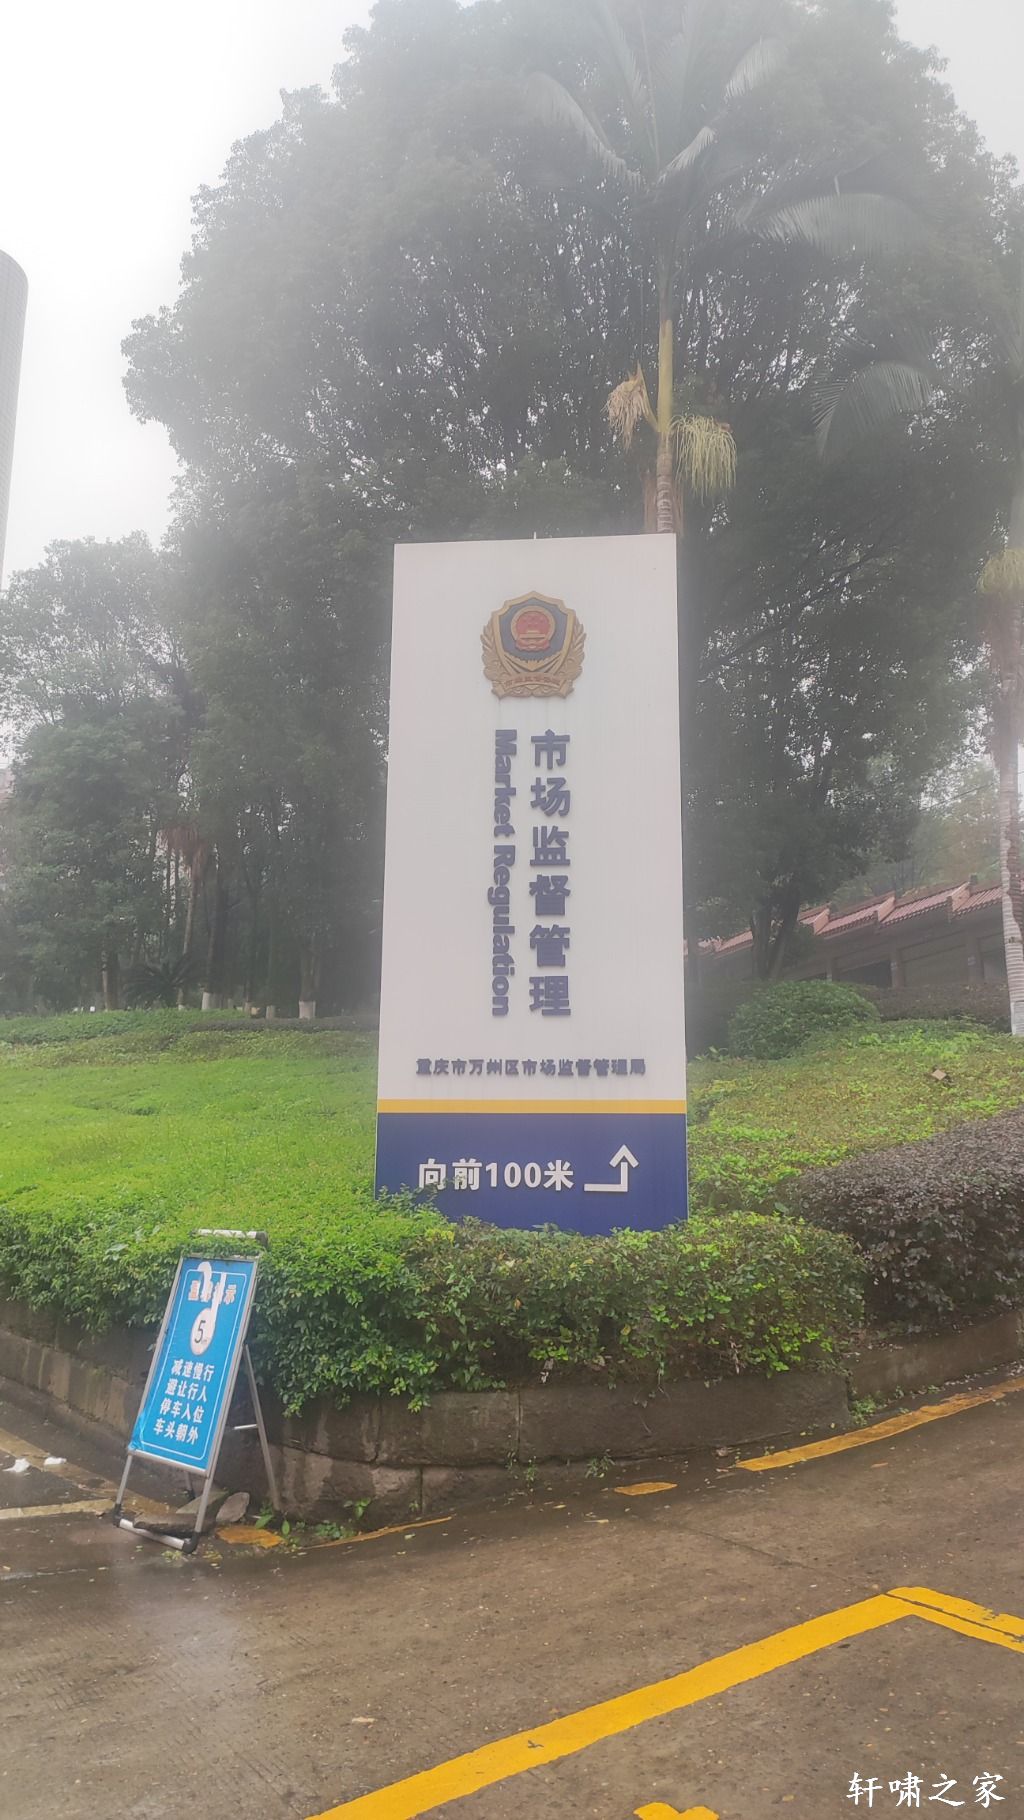 市场监督管理
Market Regulation
重庆市万州区市场监督管理局
向前100米
5
减速慢行
避让行人
停车入位
车头朝外
轩啸之家